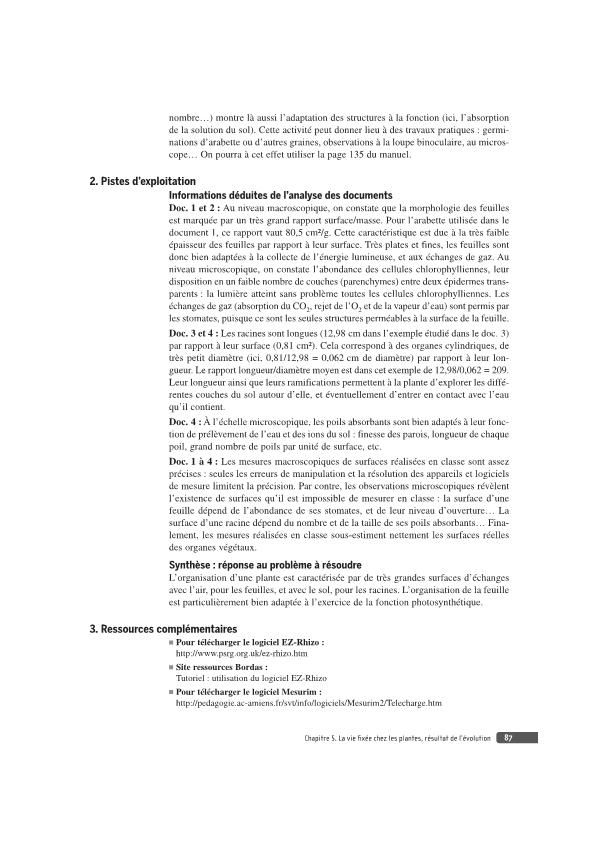 nombre…) montre là aussi l'adaptation des structures à la fonction (ici, l'absorption
de la solution du sol). Cette activité peut donner lieu à des travaux pratiques : germi-
nations d'arabette ou d'autres graines, observations à la loupe binoculaire, au micros-
cope… On pourra à cet effet utiliser la page 135 du manuel.
2. Pistes d'exploitation
Informations déduites de l'analyse des documents
Doc. 1 et 2 : Au niveau macroscopique, on constate que la morphologie des feuilles
est marquée par un très grand rapport surface/masse. Pour l'arabette utilisée dans le
document 1, ce rapport vaut 80,5 cm²/g. Cette caractéristique est due à la très faible
épaisseur des feuilles par rapport à leur surface. Très plates et fines, les feuilles sont
donc bien adaptées à la collecte de l'énergie lumineuse, et aux échanges de gaz. Au
niveau microscopique, on constate l'abondance des cellules chlorophylliennes, leur
disposition en un faible nombre de couches (parenchymes) entre deux épidermes trans-
parents : la lumière atteint sans problème toutes les cellules chlorophylliennes. Les
échanges de gaz (absorption du CO₂, rejet de l'O₂ et de la vapeur d'eau) sont permis par
les stomates, puisque ce sont les seules structures perméables à la surface de la feuille.
Doc. 3 et 4 : Les racines sont longues (12,98 cm dans l'exemple étudié dans le doc. 3)
par rapport à leur surface (0,81 cm²). Cela correspond à des organes cylindriques, de
très petit diamètre (ici, 0,81/12,98 = 0,062 cm de diamètre) par rapport à leur lon-
gueur. Le rapport longueur/diamètre moyen est dans cet exemple de 12,98/0,062 = 209.
Leur longueur ainsi que leurs ramifications permettent à la plante d'explorer les diffé-
rentes couches du sol autour d'elle, et éventuellement d'entrer en contact avec l'eau
qu'il contient.
Doc. 4 : À l'échelle microscopique, les poils absorbants sont bien adaptés à leur fonc-
tion de prélèvement de l'eau et des ions du sol : finesse des parois, longueur de chaque
poil, grand nombre de poils par unité de surface, etc.
Doc. 1 à 4 : Les mesures macroscopiques de surfaces réalisées en classe sont assez
précises : seules les erreurs de manipulation et la résolution des appareils et logiciels
de mesure limitent la précision. Par contre, les observations microscopiques révèlent
l'existence de surfaces qu'il est impossible de mesurer en classe : la surface d'une
feuille dépend de l'abondance de ses stomates, et de leur niveau d'ouverture… La
surface d'une racine dépend du nombre et de la taille de ses poils absorbants… Fina-
lement, les mesures réalisées en classe sous-estiment nettement les surfaces réelles
des organes végétaux.
Synthèse : réponse au problème à résoudre
L'organisation d'une plante est caractérisée par de très grandes surfaces d'échanges
avec l'air, pour les feuilles, et avec le sol, pour les racines. L'organisation de la feuille
est particulièrement bien adaptée à l'exercice de la fonction photosynthétique.
3. Ressources complémentaires
■ Pour télécharger le logiciel EZ-Rhizo :
http://www.psrg.org.uk/ez-rhizo.htm
■ Site ressources Bordas :
Tutoriel : utilisation du logiciel EZ-Rhizo
■ Pour télécharger le logiciel Mesurim :
http://pedagogie.ac-amiens.fr/svt/info/logiciels/Mesurim2/Telecharge.htm
Chapitre 5. La vie fixée chez les plantes, résultat de l'évolution 87